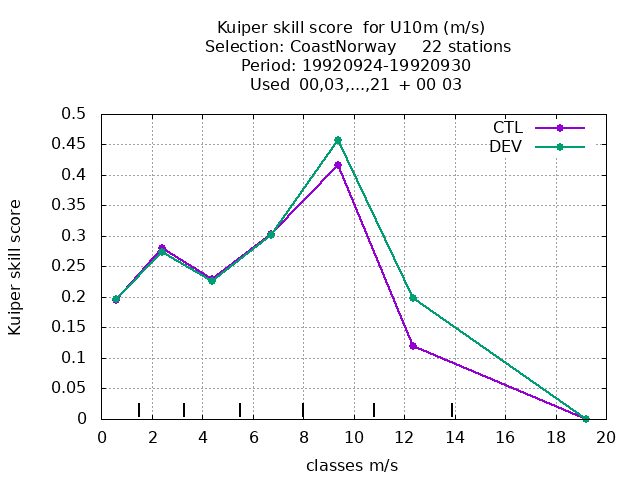 Kuiper skill score  for U10m (m/s)
Selection: CoastNorway     22 stations
Period: 19920924-19920930
Used  00,03,...,21  + 00 03
CTL
DEV
Kuiper skill score
0.5
0.45
0.4
0.35
0.3
0.25
0.2
0.15
0.1
0.05
0
0 2 4 6 8 10 12 14 16 18 20
classes m/s